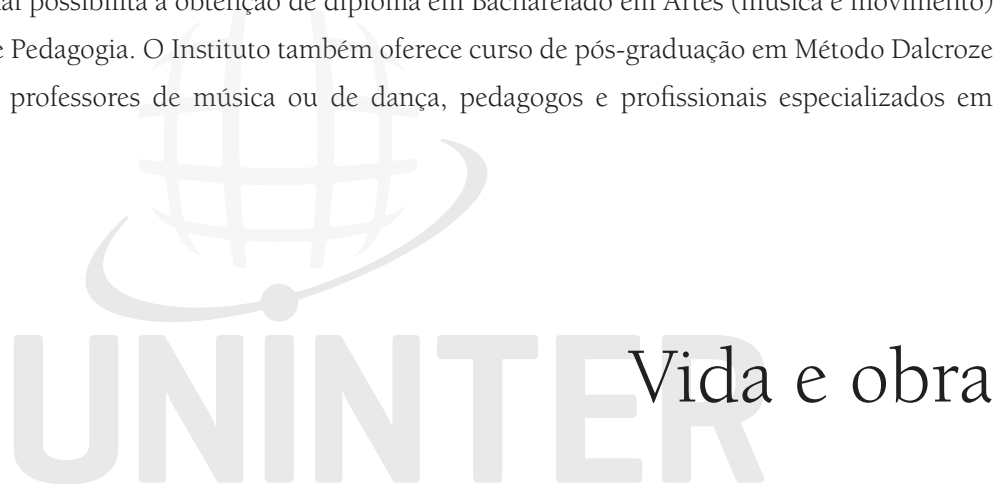 possibilita a obtenção de diploma em Bacharelado em Artes (música e movimento)
e Pedagogia. O Instituto também oferece curso de pós-graduação em Método Dalcroze
professores de música ou de dança, pedagogos e profissionais especializados em
UNINTER
Vida e obra